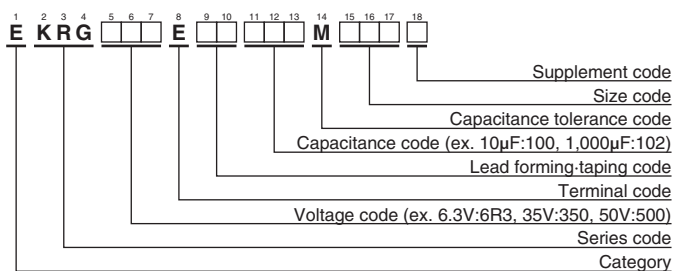 1 2 3 4 5 6 7 8 9 10 11 12 13 14 15 16 17 18
E KRG E M
Supplement code
Size code
Capacitance tolerance code
Capacitance code (ex. 10µF:100, 1,000µF:102)
Lead forming·taping code
Terminal code
Voltage code (ex. 6.3V:6R3, 35V:350, 50V:500)
Series code
Category